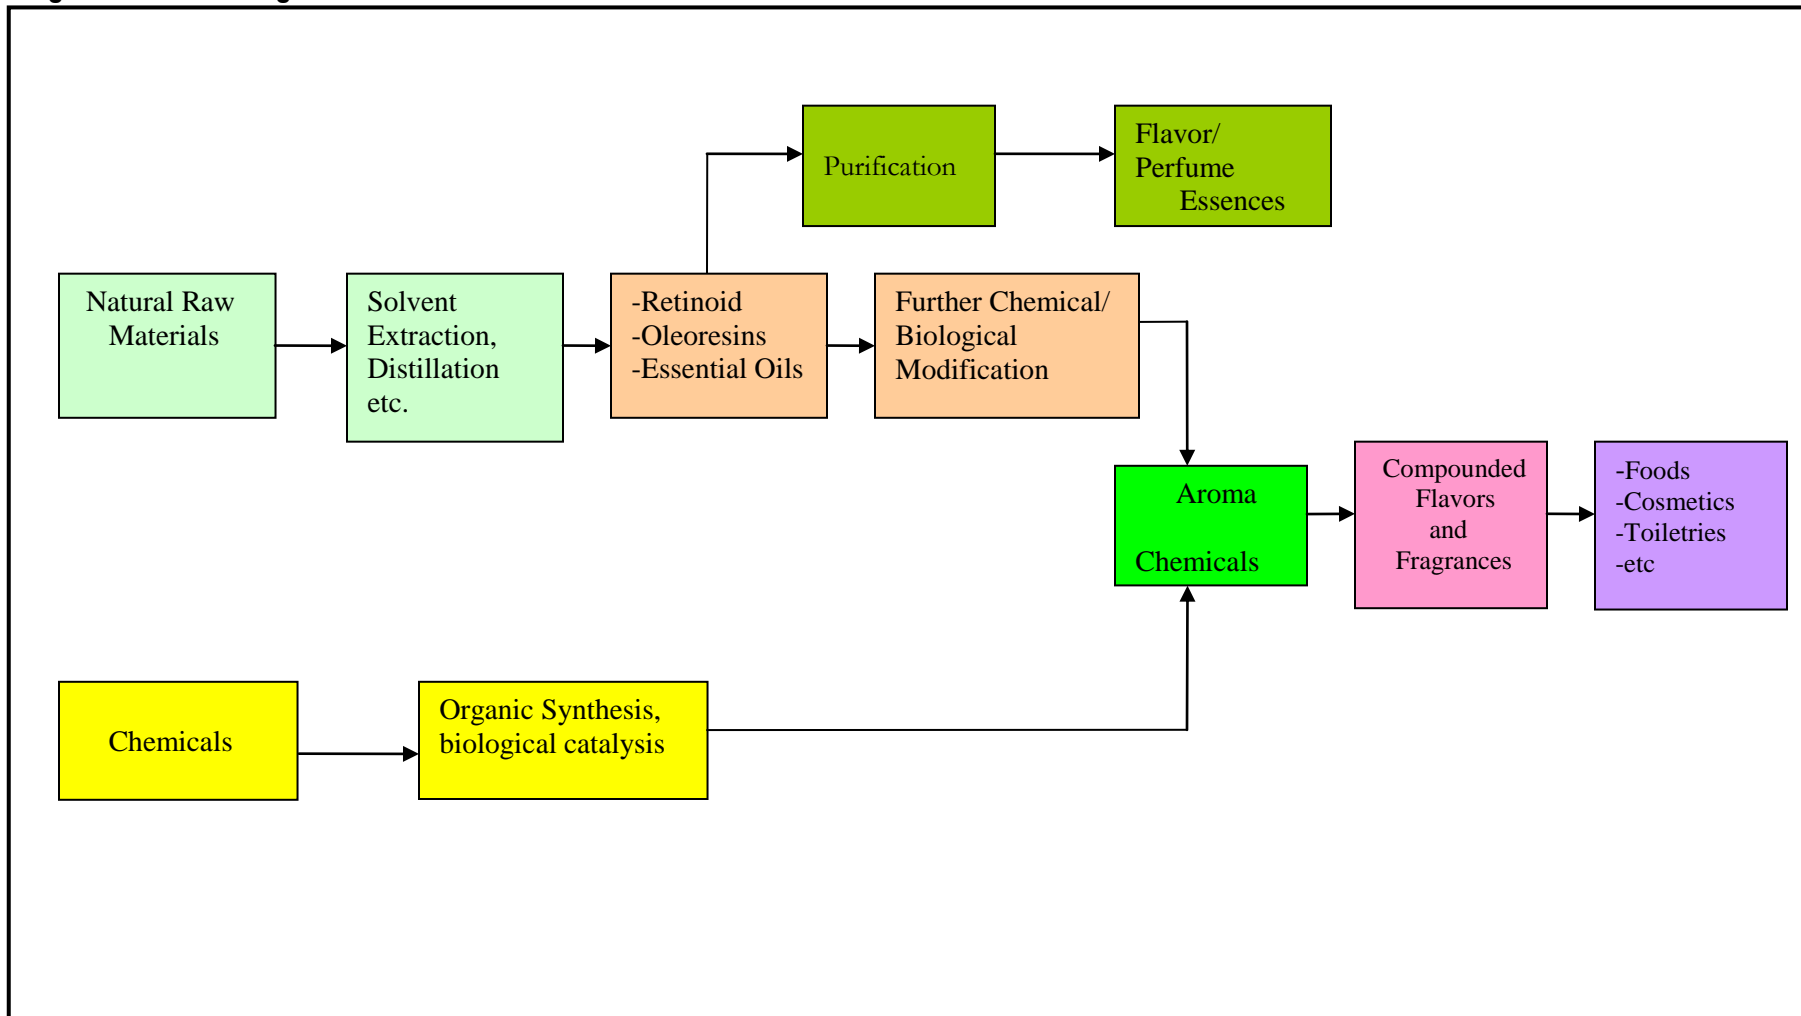 Purification
Flavor/
Perfume
Essences
Natural Raw
Materials
Solvent
Extraction,
Distillation
etc.
-Retinoid
-Oleoresins
-Essential Oils
Further Chemical/
Biological
Modification
Aroma
Chemicals
Compounded
Flavors
and
Fragrances
-Foods
-Cosmetics
-Toiletries
-etc
Chemicals
Organic Synthesis,
biological catalysis